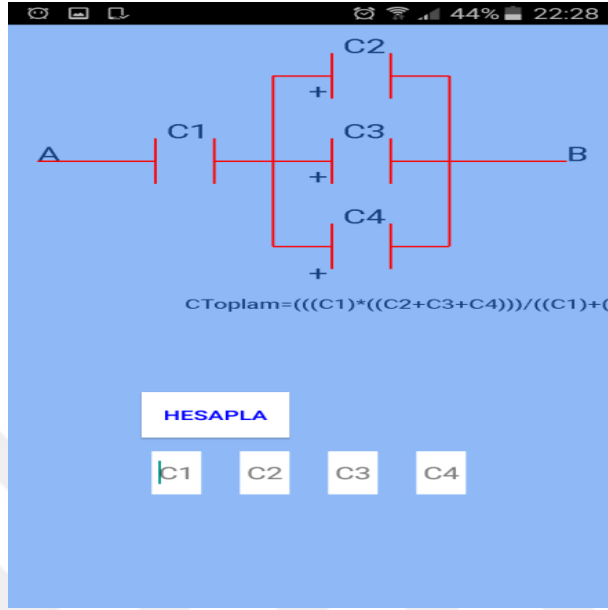 44% 22:28
C2
+
C1 C3
A B
+
C4
+
CToplam=(((C1)*((C2+C3+C4)))/((C1)+(
HESAPLA
C1 C2 C3 C4